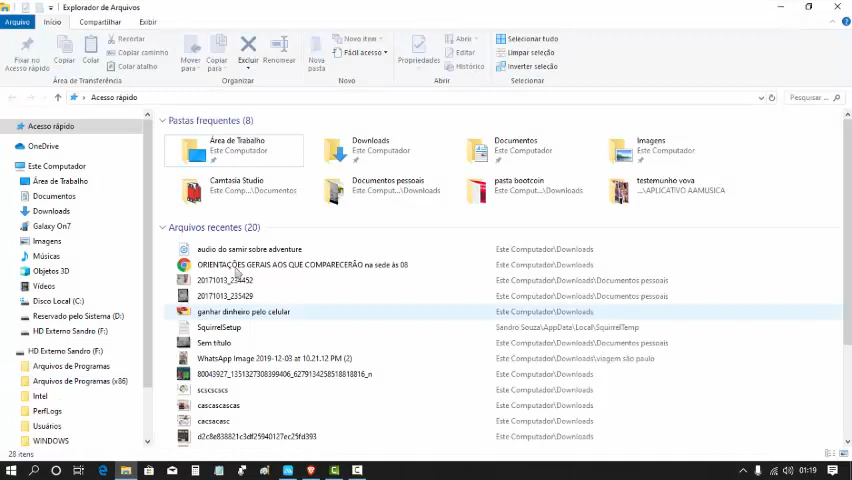 Explorador de Arquivos
Arquivo
Início
Compartilhar
Exibir
Fixar no Acesso rápido
Copiar
Colar
Recortar
Copiar caminho
Colar atalho
Área de Transferência
Mover para
Copiar para
Excluir
Renomear
Organizar
Nova pasta
Novo item
Fácil acesso
Novo
Propriedades
Abrir
Editar
Histórico
Abrir
Selecionar tudo
Limpar seleção
Inverter seleção
Selecionar
Acesso rápido
Pesquisar ...
Acesso rápido
OneDrive
Este Computador
Área de Trabalho
Documentos
Downloads
Galaxy On7
Imagens
Músicas
Objetos 3D
Vídeos
Disco Local (C:)
Reservado pelo Sistema (D:)
HD Externo Sandro (F:)
HD Externo Sandro (F:)
Arquivos de Programas
Arquivos de Programas (x86)
Intel
PerfLogs
Usuários
WINDOWS
Pastas frequentes (8)
Área de Trabalho
Este Computador
Downloads
Este Computador
Documentos
Este Computador
Imagens
Este Computador
Camtasia Studio
Este Comp...\Documentos
Documentos pessoais
Este Comput...\Downloads
pasta bootcoin
Este Comput...\Downloads
testemunho vova
...\APLICATIVO AAMUSICA
Arquivos recentes (20)
audio do samir sobre adventure Este Computador\Downloads
ORIENTAÇÕES GERAIS AOS QUE COMPARECERÃO na sede às 08 Este Computador\Downloads
20171013_234452 Este Computador\Downloads\Documentos pessoais
20171013_235429 Este Computador\Downloads\Documentos pessoais
ganhar dinheiro pelo celular Este Computador\Downloads
SquirrelSetup Sandro Souza\AppData\Local\SquirrelTemp
Sem título Este Computador\Downloads\Documentos pessoais
WhatsApp Image 2019-12-03 at 10.21.12 PM (2) Este Computador\Downloads\viagem são paulo
80043927_1351327308399406_6279134258518818816_n Este Computador\Downloads
scscscscs Este Computador\Downloads
cascascascas Este Computador\Downloads
cacsacasc Este Computador\Downloads
d2c8e838821c3df25940127ec25fd393 Este Computador\Downloads
28 itens
01:19